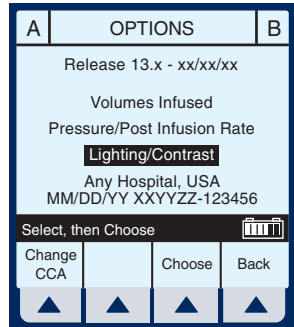 A OPTIONS B
Release 13.x - xx/xx/xx
Volumes Infused
Pressure/Post Infusion Rate
Lighting/Contrast
Any Hospital, USA
MM/DD/YY XXYYZZ-123456
Select, then Choose
Change CCA Choose Back